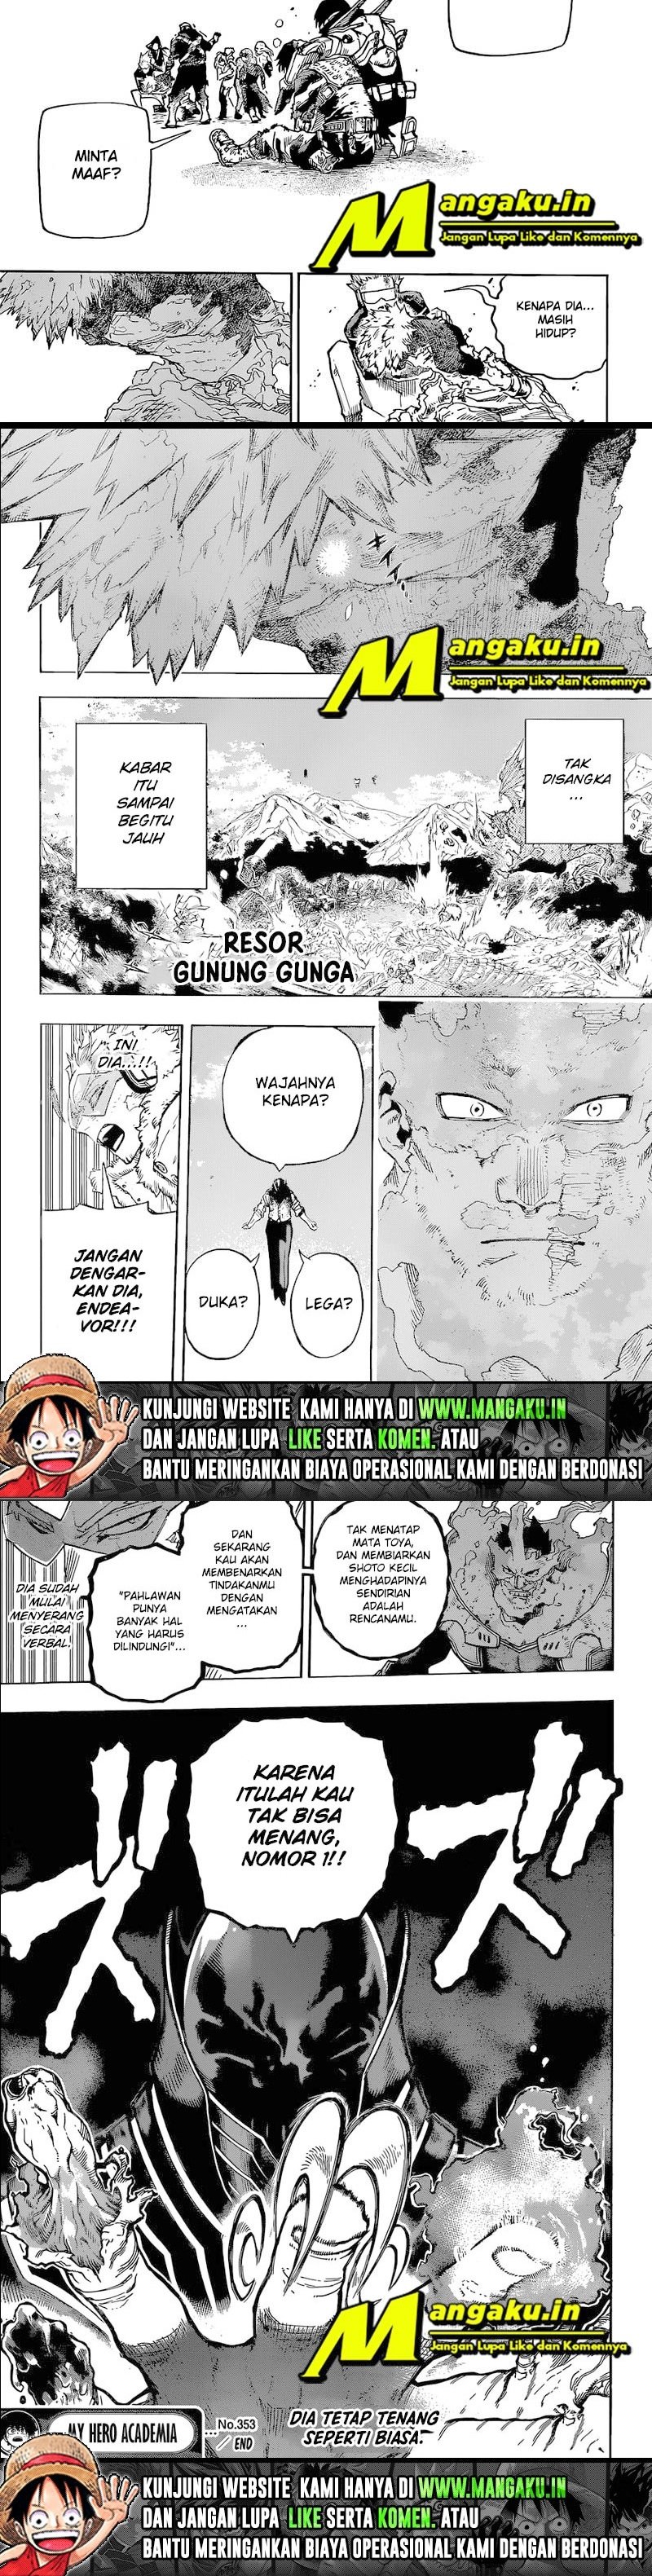 MINTA
MAAF?
Mangaku.in
Jangan Lupa Like dan Komennya
KENAPA DIA...
MASIH
HIDUP?
Mangaku.in
Jangan Lupa Like dan Komennya
TAK
DISANGKA
...
KABAR
ITU
SAMPAI
BEGITU
JAUH
RESOR
GUNUNG GUNGA
WAJAHNYA
KENAPA?
DUKA?
LEGA?
INI
DIA...!!
JANGAN
DENGAR-
KAN DIA,
ENDEA-
VOR!!!
KUNJUNGI WEBSITE KAMI HANYA DI WWW.MANGAKU.IN
DAN JANGAN LUPA LIKE SERTA KOMEN. ATAU
BANTU MERINGANKAN BIAYA OPERASIONAL KAMI DENGAN BERDONASI
TAK MENATAP
MATA TOYA,
DAN MEMBIARKAN
SHOTO KECIL
MENGHADAPINYA
SENDIRIAN
ADALAH
RENCANAMU.
DAN
SEKARANG
KAU AKAN
MEMBENARKAN
TINDAKANMU
DENGAN
MENGATAKAN
...
"PAHLAWAN
PUNYA
BANYAK HAL
YANG HARUS
DILINDUNGI"...
DIA SUDAH
MULAI
MENYERANG
SECARA
VERBAL!
KARENA
ITULAH KAU
TAK BISA
MENANG,
NOMOR 1!!
ズズ
Mangaku.in
Jangan Lupa Like dan Komennya
DIA TETAP TENANG
SEPERTI BIASA.
MY HERO ACADEMIA
... No.353
/ END
KUNJUNGI WEBSITE KAMI HANYA DI WWW.MANGAKU.IN
DAN JANGAN LUPA LIKE SERTA KOMEN. ATAU
BANTU MERINGANKAN BIAYA OPERASIONAL KAMI DENGAN BERDONASI